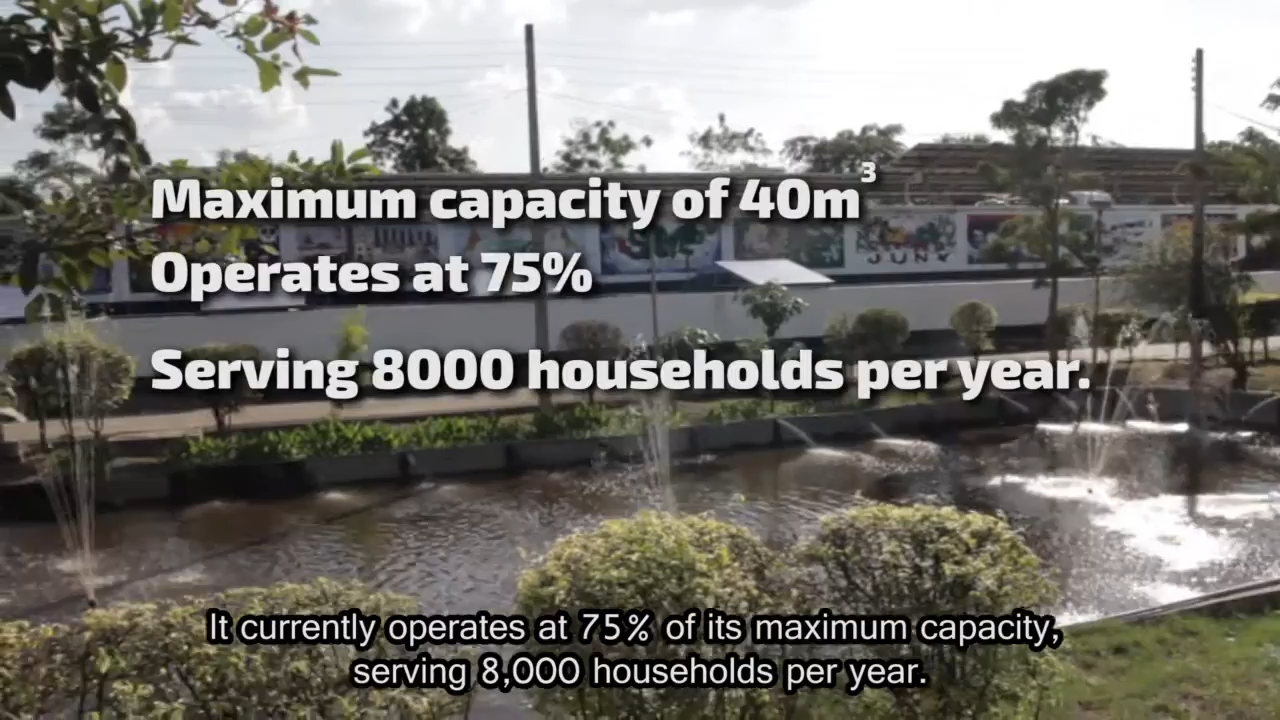 Maximum capacity of 40m³
Operates at 75%
Serving 8000 households per year.
JUNK
It currently operates at 75% of its maximum capacity,
serving 8,000 households per year.